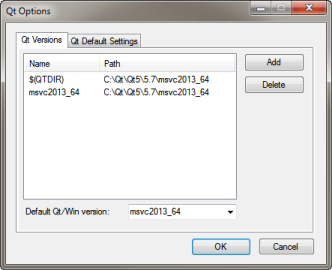 Qt Options
Qt Versions Qt Default Settings
Name Path Add
$(QTDIR) C:\Qt\Qt5\5.7\msvc2013_64
msvc2013_64 C:\Qt\Qt5\5.7\msvc2013_64 Delete
Default Qt/Win version: msvc2013_64
OK Cancel